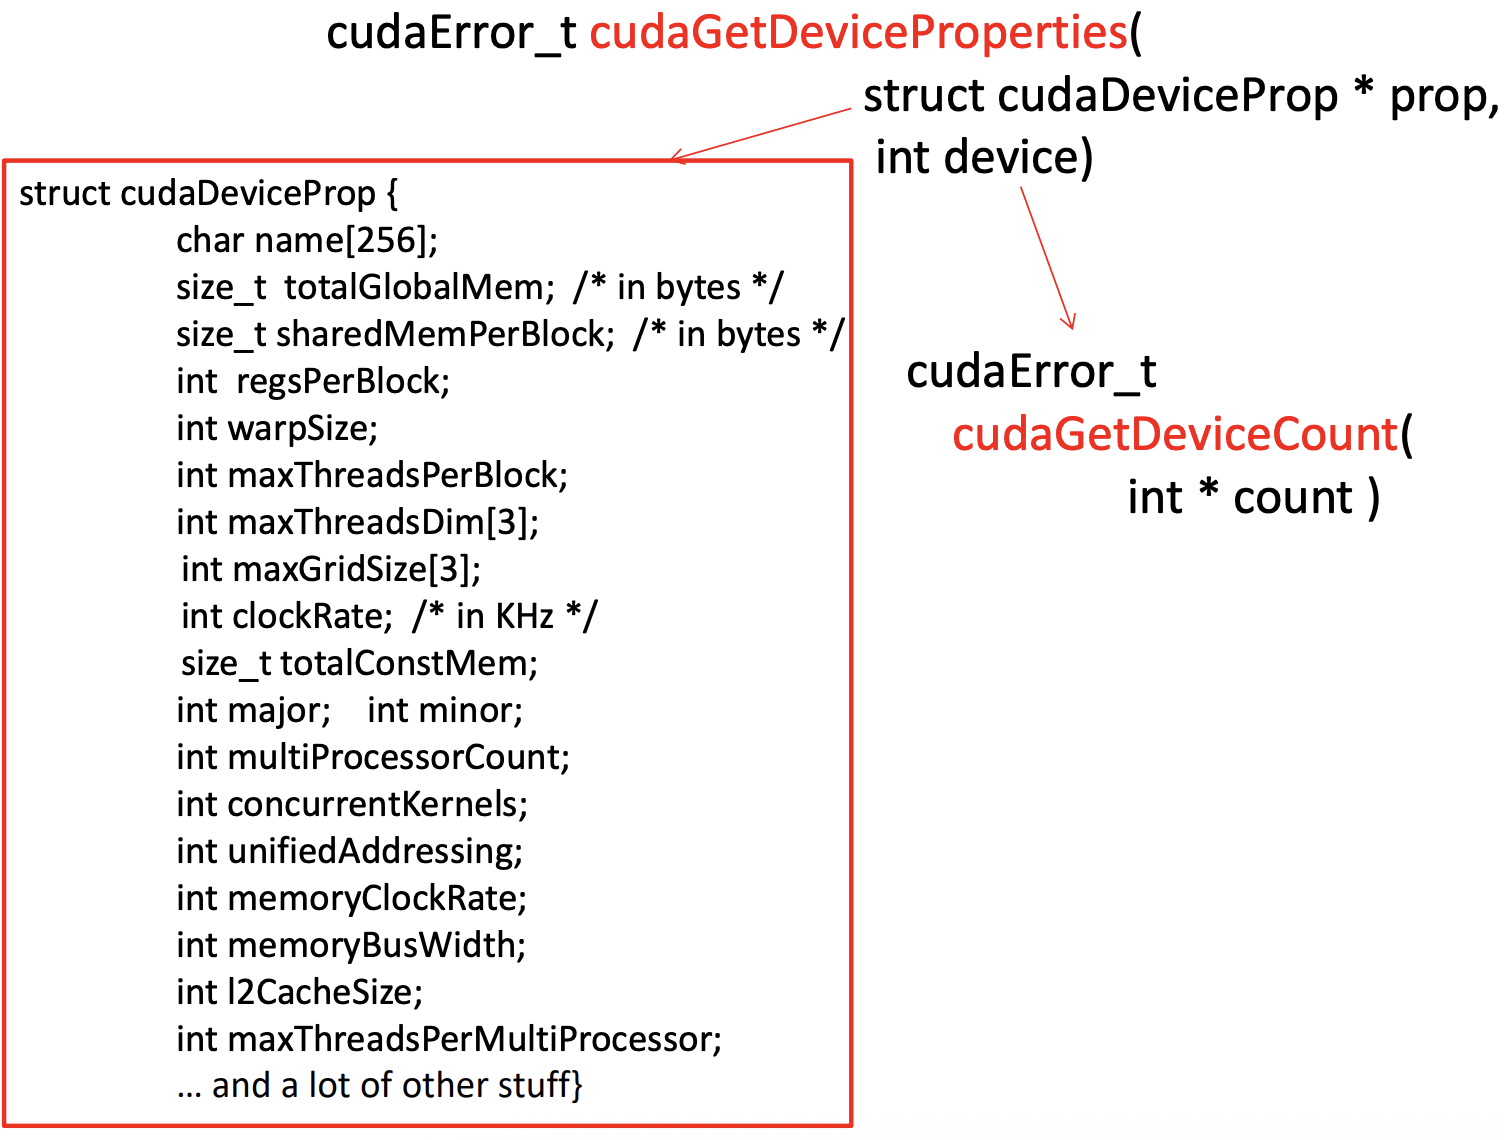 cudaError_t cudaGetDeviceProperties(
struct cudaDeviceProp * prop,
int device)
struct cudaDeviceProp {
char name[256];
size_t totalGlobalMem; /* in bytes */
size_t sharedMemPerBlock; /* in bytes */
int regsPerBlock;
int warpSize;
int maxThreadsPerBlock;
int maxThreadsDim[3];
int maxGridSize[3];
int clockRate; /* in KHz */
size_t totalConstMem;
int major; int minor;
int multiProcessorCount;
int concurrentKernels;
int unifiedAddressing;
int memoryClockRate;
int memoryBusWidth;
int l2CacheSize;
int maxThreadsPerMultiProcessor;
... and a lot of other stuff}
cudaError_t
cudaGetDeviceCount(
int * count )